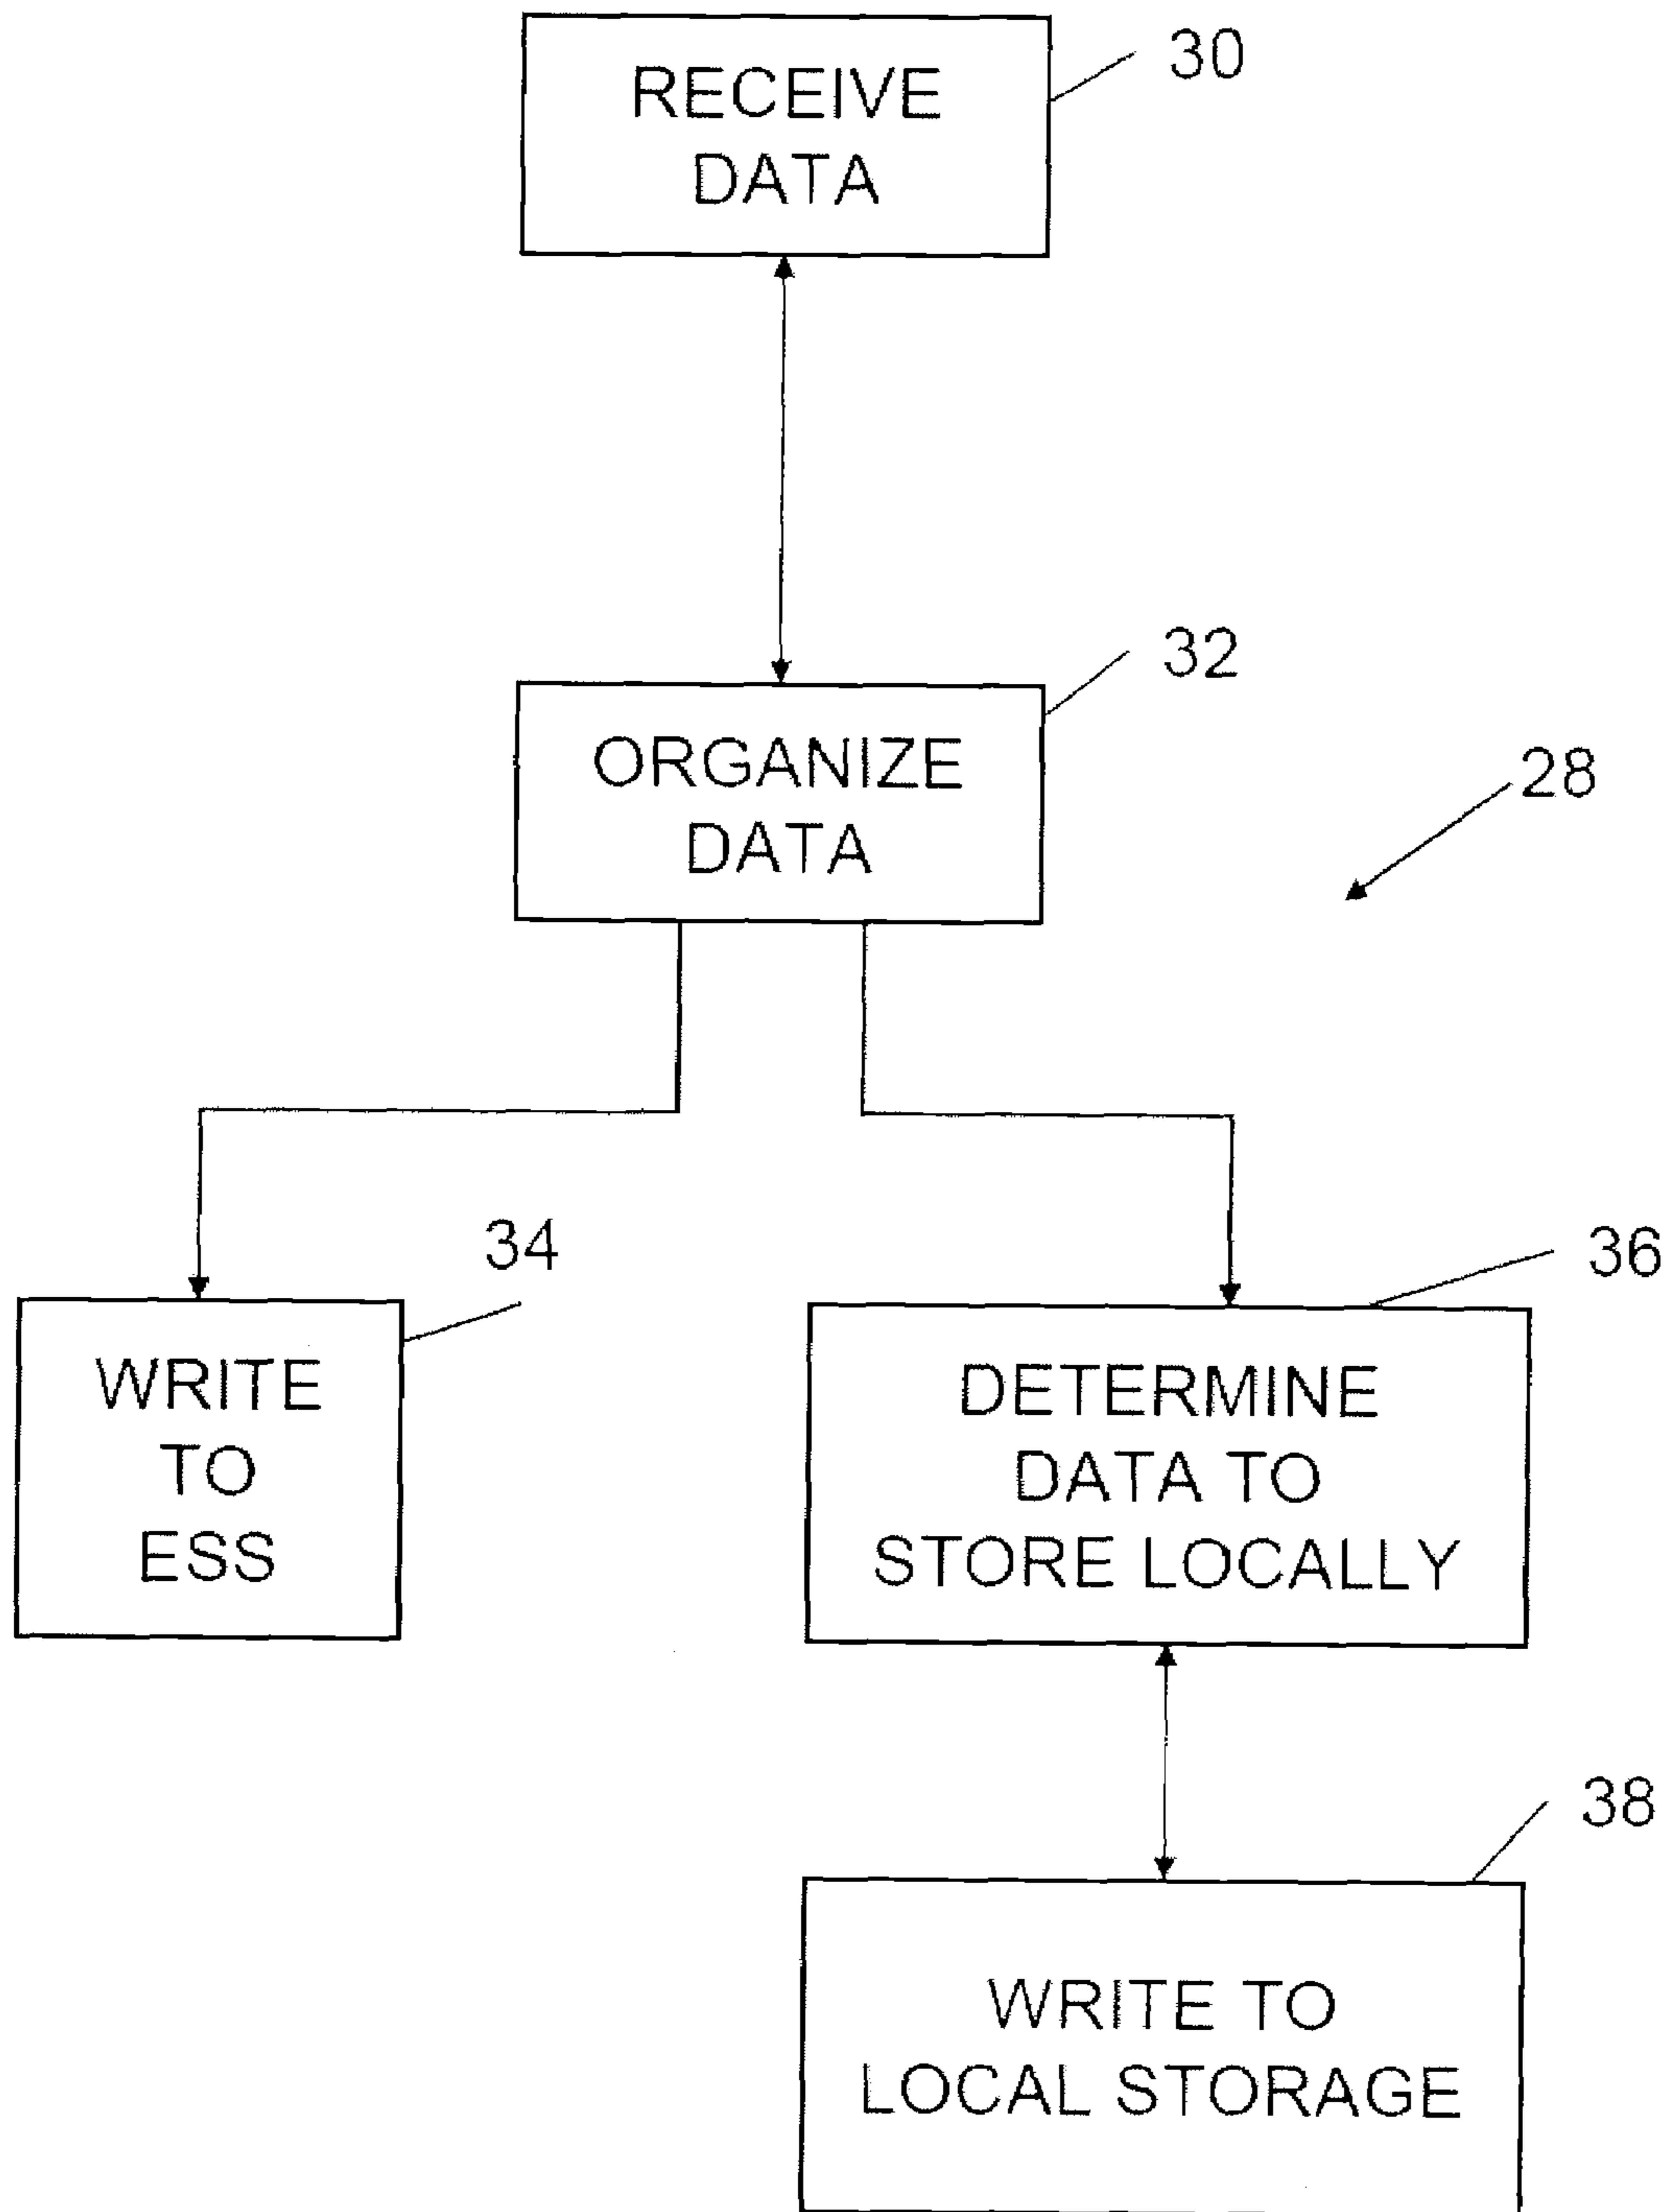 RECEIVE
DATA
30
ORGANIZE
DATA
32
28
WRITE
TO
ESS
34
DETERMINE
DATA TO
STORE LOCALLY
36
WRITE TO
LOCAL STORAGE
38